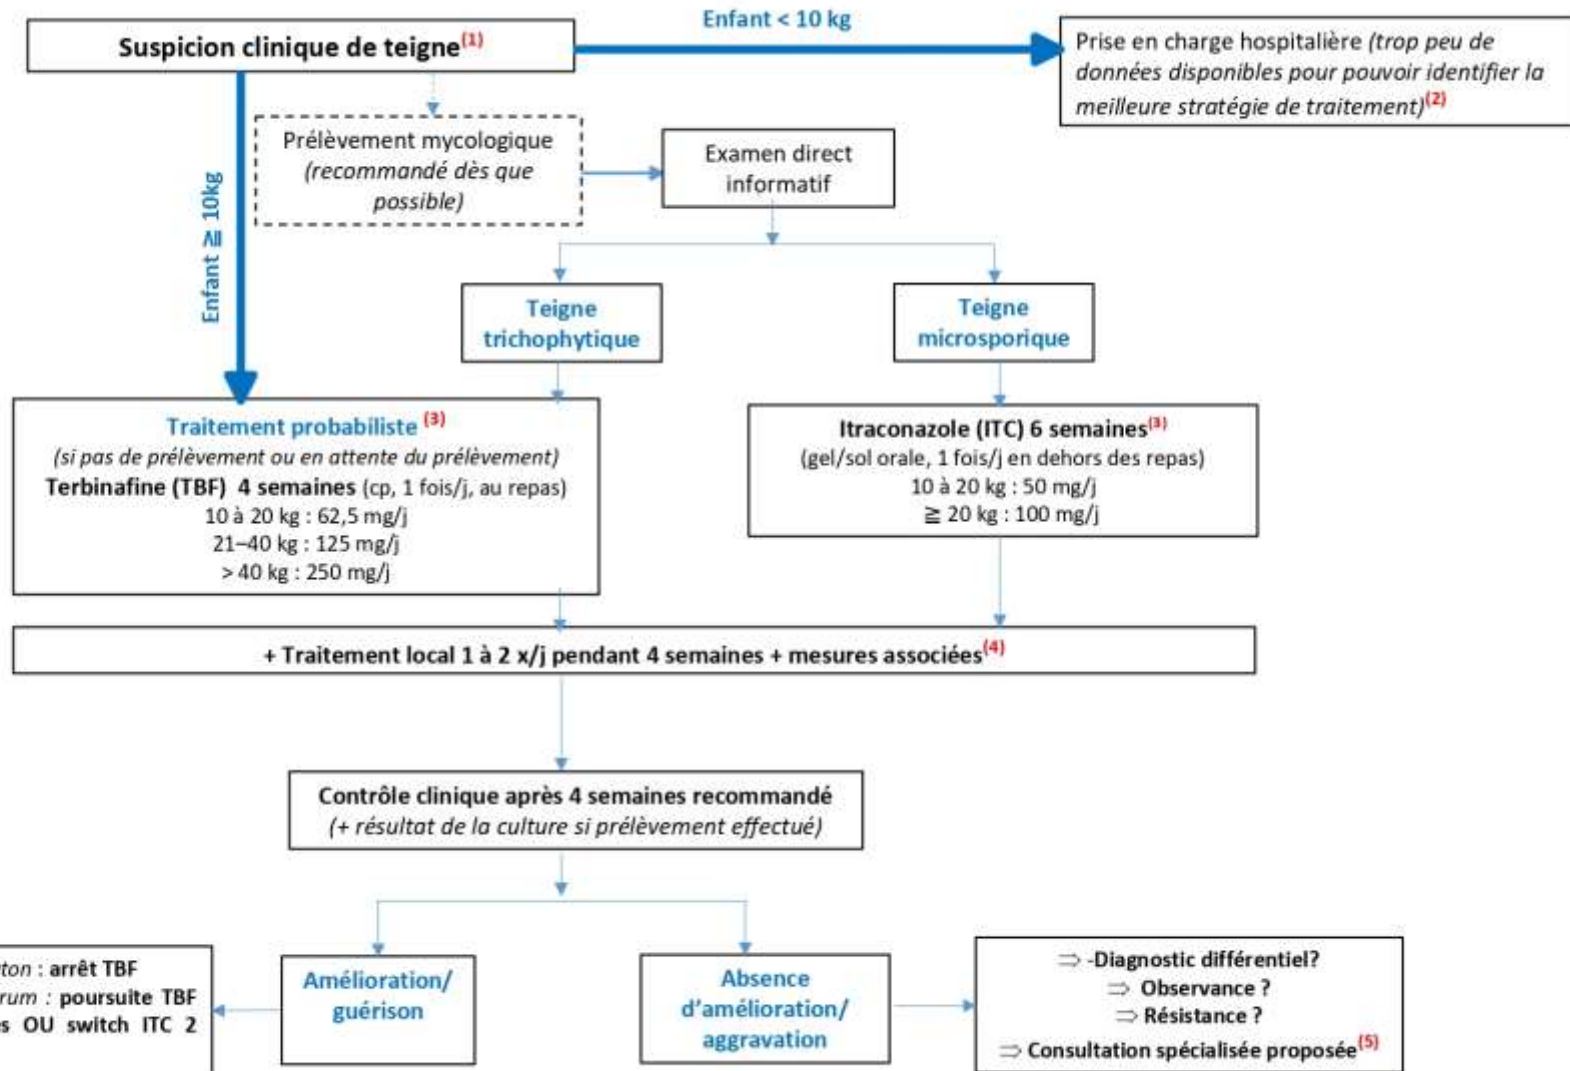 Enfant < 10 kg
Suspicion clinique de teigne(1)
Prise en charge hospitalière (trop peu de
données disponibles pour pouvoir identifier la
meilleure stratégie de traitement)(2)
Prélèvement mycologique
(recommandé dès que
possible)
Examen direct
informatif
Enfant ≧ 10kg
Teigne
trichophytique
Teigne
microsporique
Traitement probabiliste (3)
(si pas de prélèvement ou en attente du prélèvement)
Terbinafine (TBF) 4 semaines (cp, 1 fois/j, au repas)
10 à 20 kg : 62,5 mg/j
21–40 kg : 125 mg/j
> 40 kg : 250 mg/j
Itraconazole (ITC) 6 semaines(3)
(gel/sol orale, 1 fois/j en dehors des repas)
10 à 20 kg : 50 mg/j
≧ 20 kg : 100 mg/j
+ Traitement local 1 à 2 x/j pendant 4 semaines + mesures associées(4)
Contrôle clinique après 4 semaines recommandé
(+ résultat de la culture si prélèvement effectué)
ton : arrêt TBF
rum : poursuite TBF
es OU switch ITC 2
Amélioration/
guérison
Absence
d'amélioration/
aggravation
⇒ -Diagnostic différentiel?
⇒ Observance ?
⇒ Résistance ?
⇒ Consultation spécialisée proposée(5)